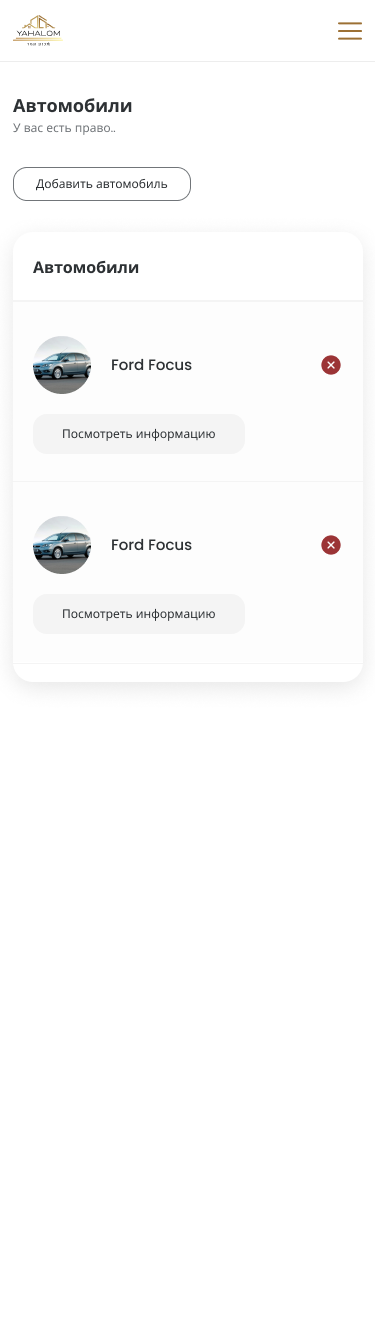 YAHALOM
Автомобили
У вас есть право..
Добавить автомобиль
Автомобили
Ford Focus
Посмотреть информацию
Ford Focus
Посмотреть информацию